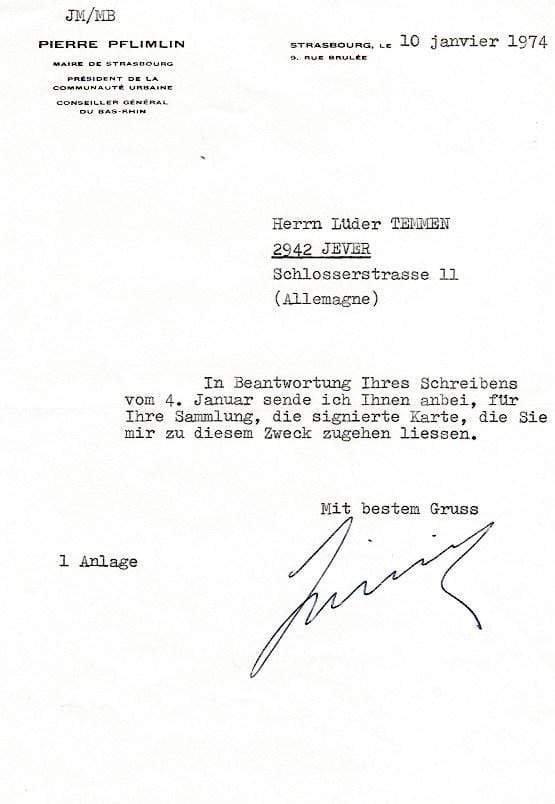 JM/MB
PIERRE PFLIMLIN
MAIRE DE STRASBOURG
PRÉSIDENT DE LA
COMMUNAUTÉ URBAINE
CONSEILLER GÉNÉRAL
DU BAS-RHIN
STRASBOURG, LE 10 janvier 1974
9, RUE BRULÉE
Herrn Lüder TEMMEN
2942 JEVER
Schlosserstrasse 11
(Allemagne)
In Beantwortung Ihres Schreibens
vom 4. Januar sende ich Ihnen anbei, für
Ihre Sammlung, die signierte Karte, die Sie
mir zu diesem Zweck zugehen liessen.
Mit bestem Gruss
1 Anlage